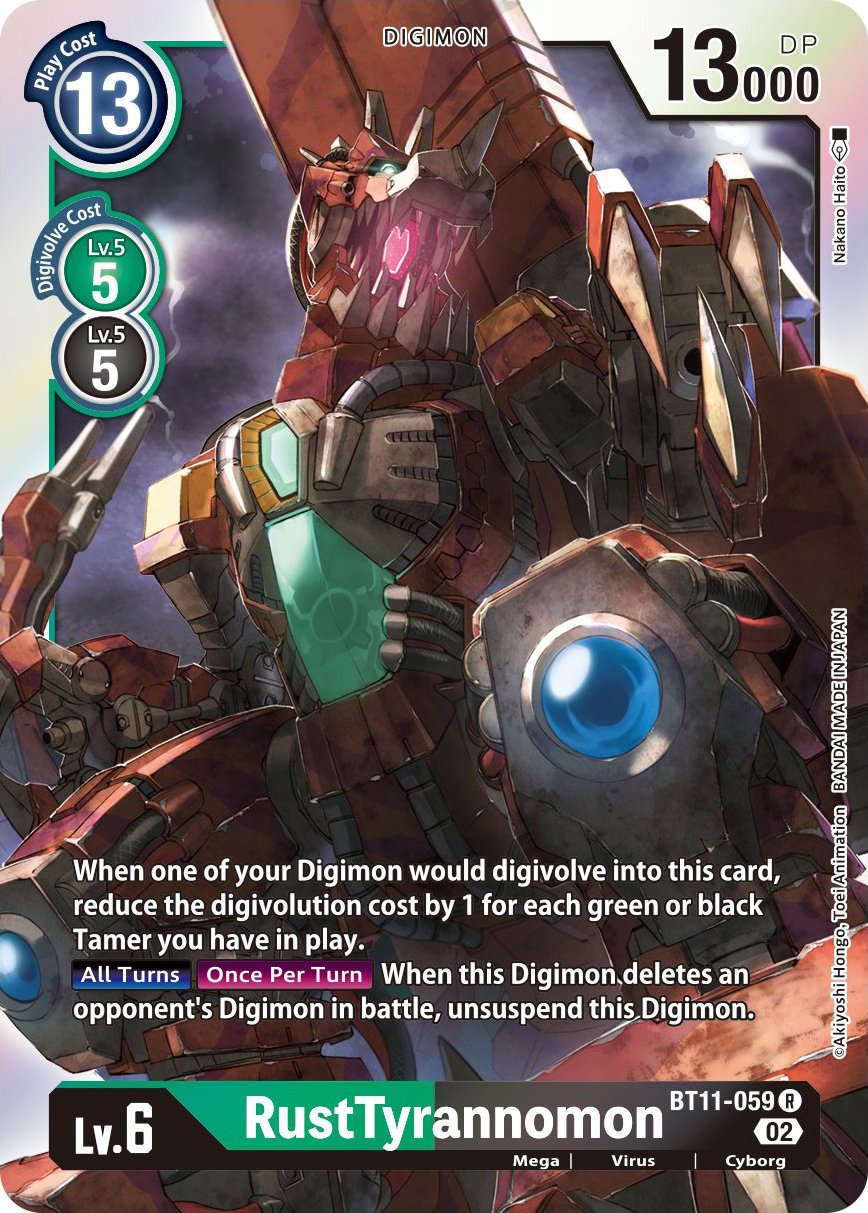 DIGIMON
Play Cost
13
13000
DP
Digivolve Cost
Lv.5
5
Lv.5
5
Nakano Haito
When one of your Digimon would digivolve into this card,
reduce the digivolution cost by 1 for each green or black
Tamer you have in play.
All Turns Once Per Turn When this Digimon deletes an
opponent's Digimon in battle, unsuspend this Digimon.
©Akiyoshi Hongo, Toei Animation BANDAI MADE IN JAPAN
Lv.6
RustTyrannomon
BT11-059 R
02
Mega | Virus | Cyborg